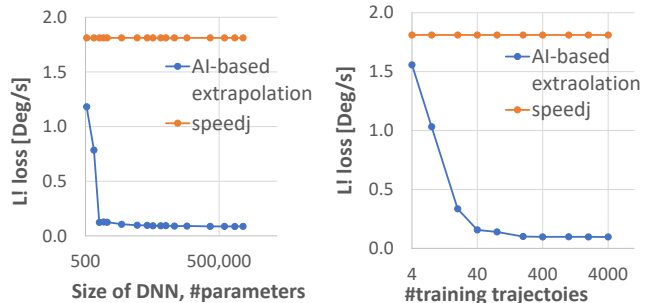 2.0
1.5
1.0
0.5
0.0
L! loss [Deg/s]
AI-based
extrapolation
speedj
500
500,000
Size of DNN, #parameters
2.0
1.5
1.0
0.5
0.0
L! loss [Deg/s]
AI-based
extraolation
speedj
4
40
400
4000
#training trajectoies